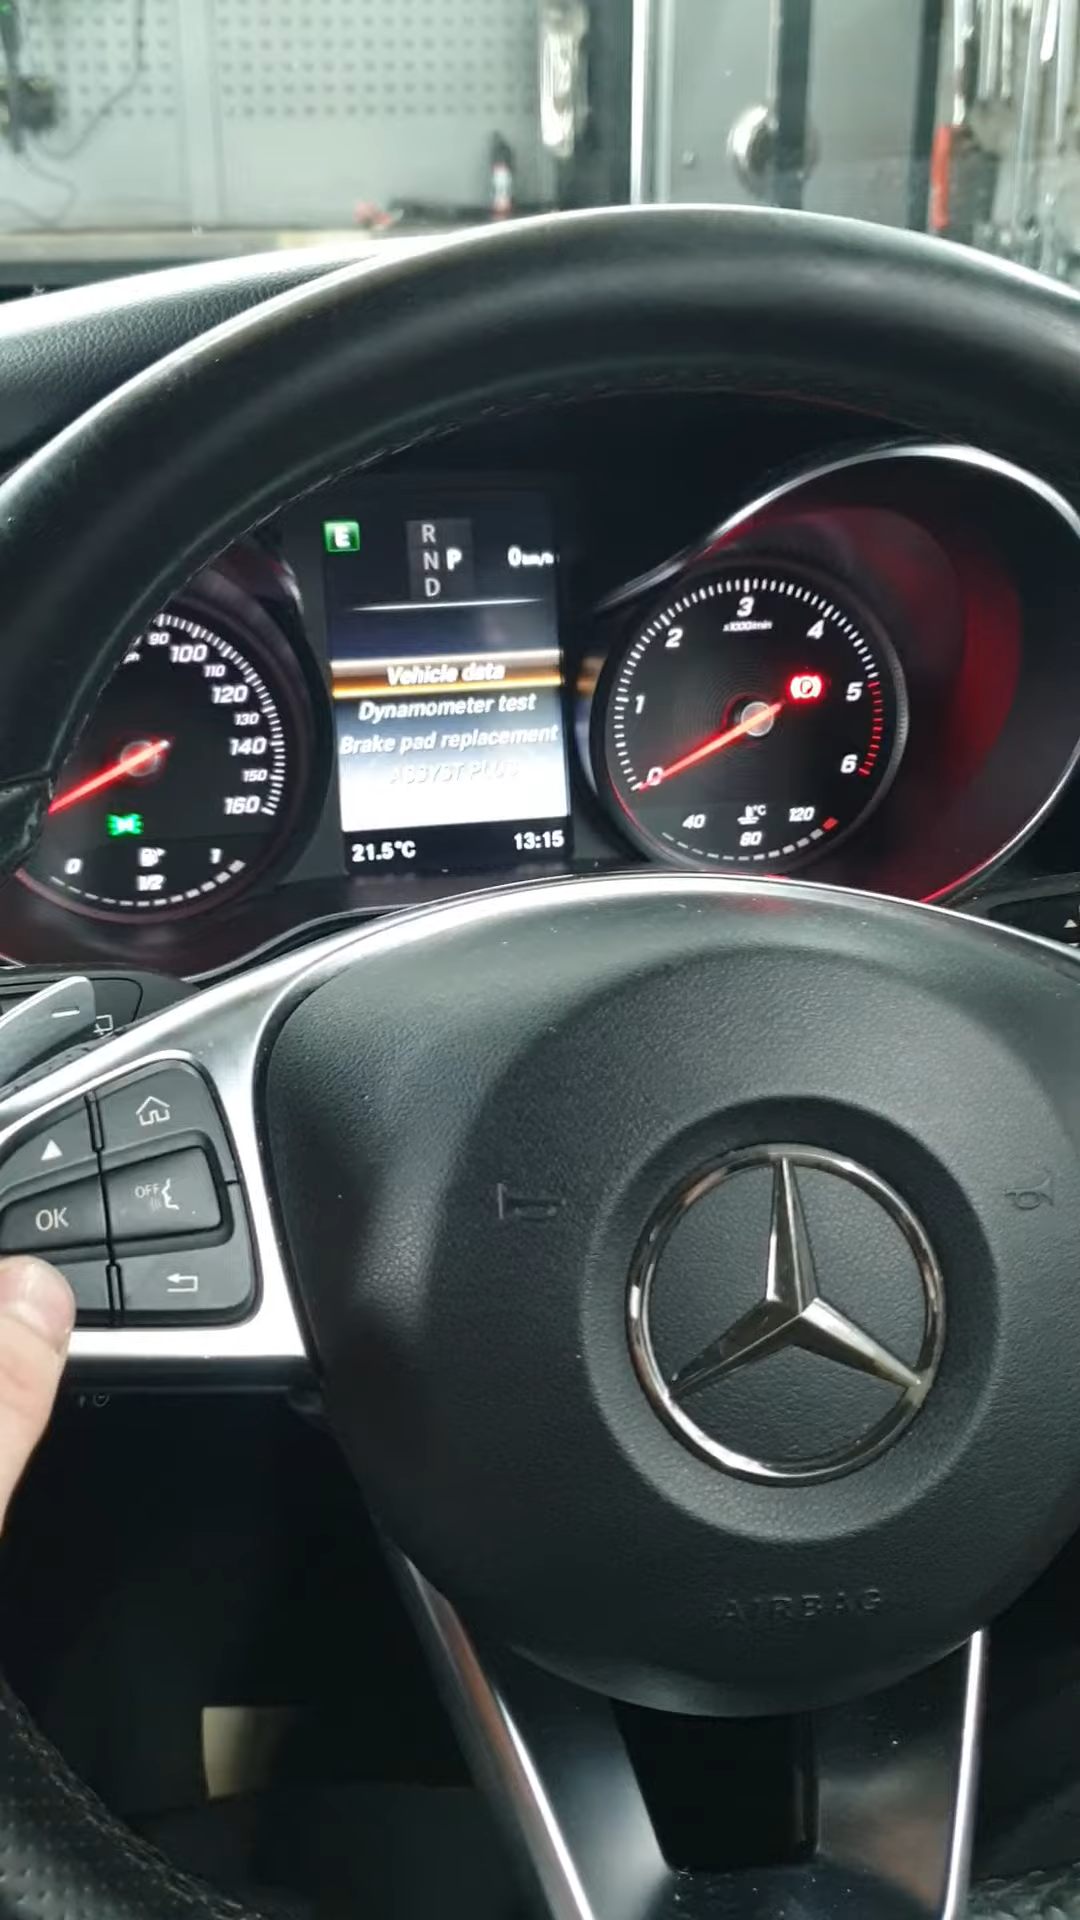 E
R
N P
D
0 km/h
Vehicle data
Dynamometer test
Brake pad replacement
ASSYST PLUS
21.5°C
13:15
90
100
110
120
130
140
150
160
0
1/2
1
0
1
2
3
4
5
6
x1000/min
40
°C
60
120
OK
OFF
AIRBAG